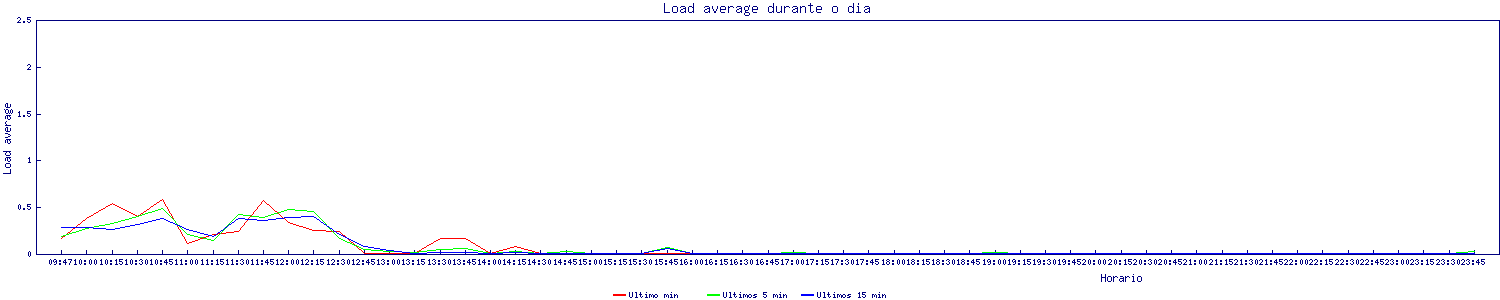 Load average durante o dia
2.5
2
1.5
1
0.5
0
Load average
09:47 10:00 10:15 10:30 10:45 11:00 11:15 11:30 11:45 12:00 12:15 12:30 12:45 13:00 13:15 13:30 13:45 14:00 14:15 14:30 14:45 15:00 15:15 15:30 15:45 16:00 16:15 16:30 16:45 17:00 17:15 17:30 17:45 18:00 18:15 18:30 18:45 19:00 19:15 19:30 19:45 20:00 20:15 20:30 20:45 21:00 21:15 21:30 21:45 22:00 22:15 22:30 22:45 23:00 23:15 23:30 23:45
Horario
Ultimo min Ultimos 5 min Ultimos 15 min